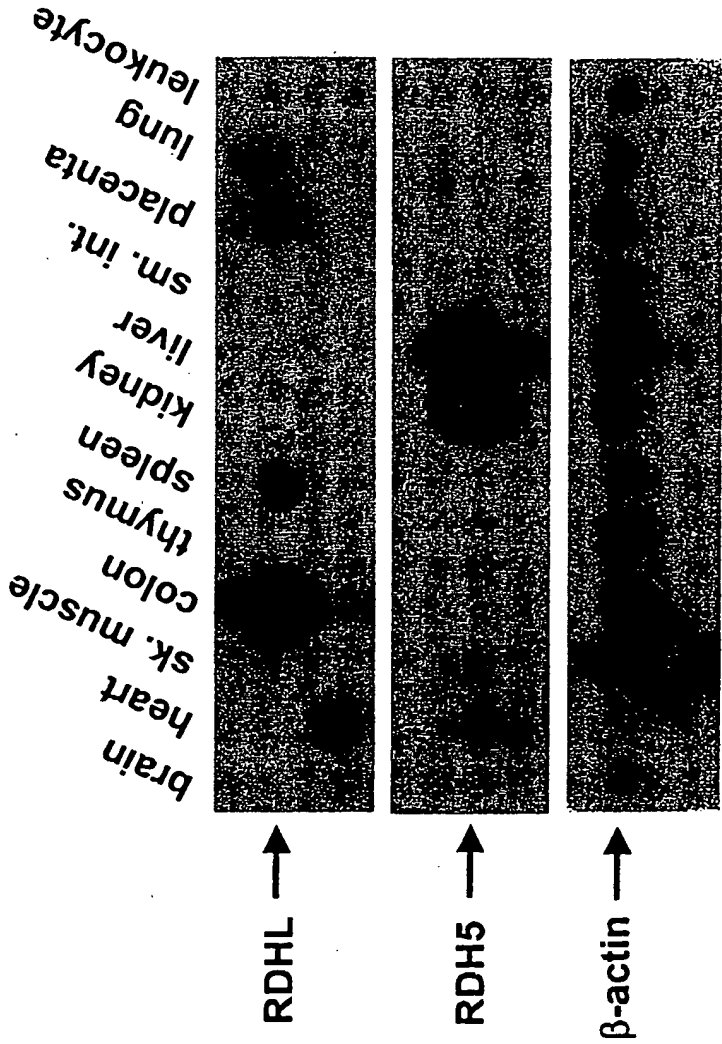 brain
heart
sk. muscle
colon
thymus
spleen
kidney
liver
sm. int.
placenta
lung
leukocyte
RDHL
RDH5
β-actin